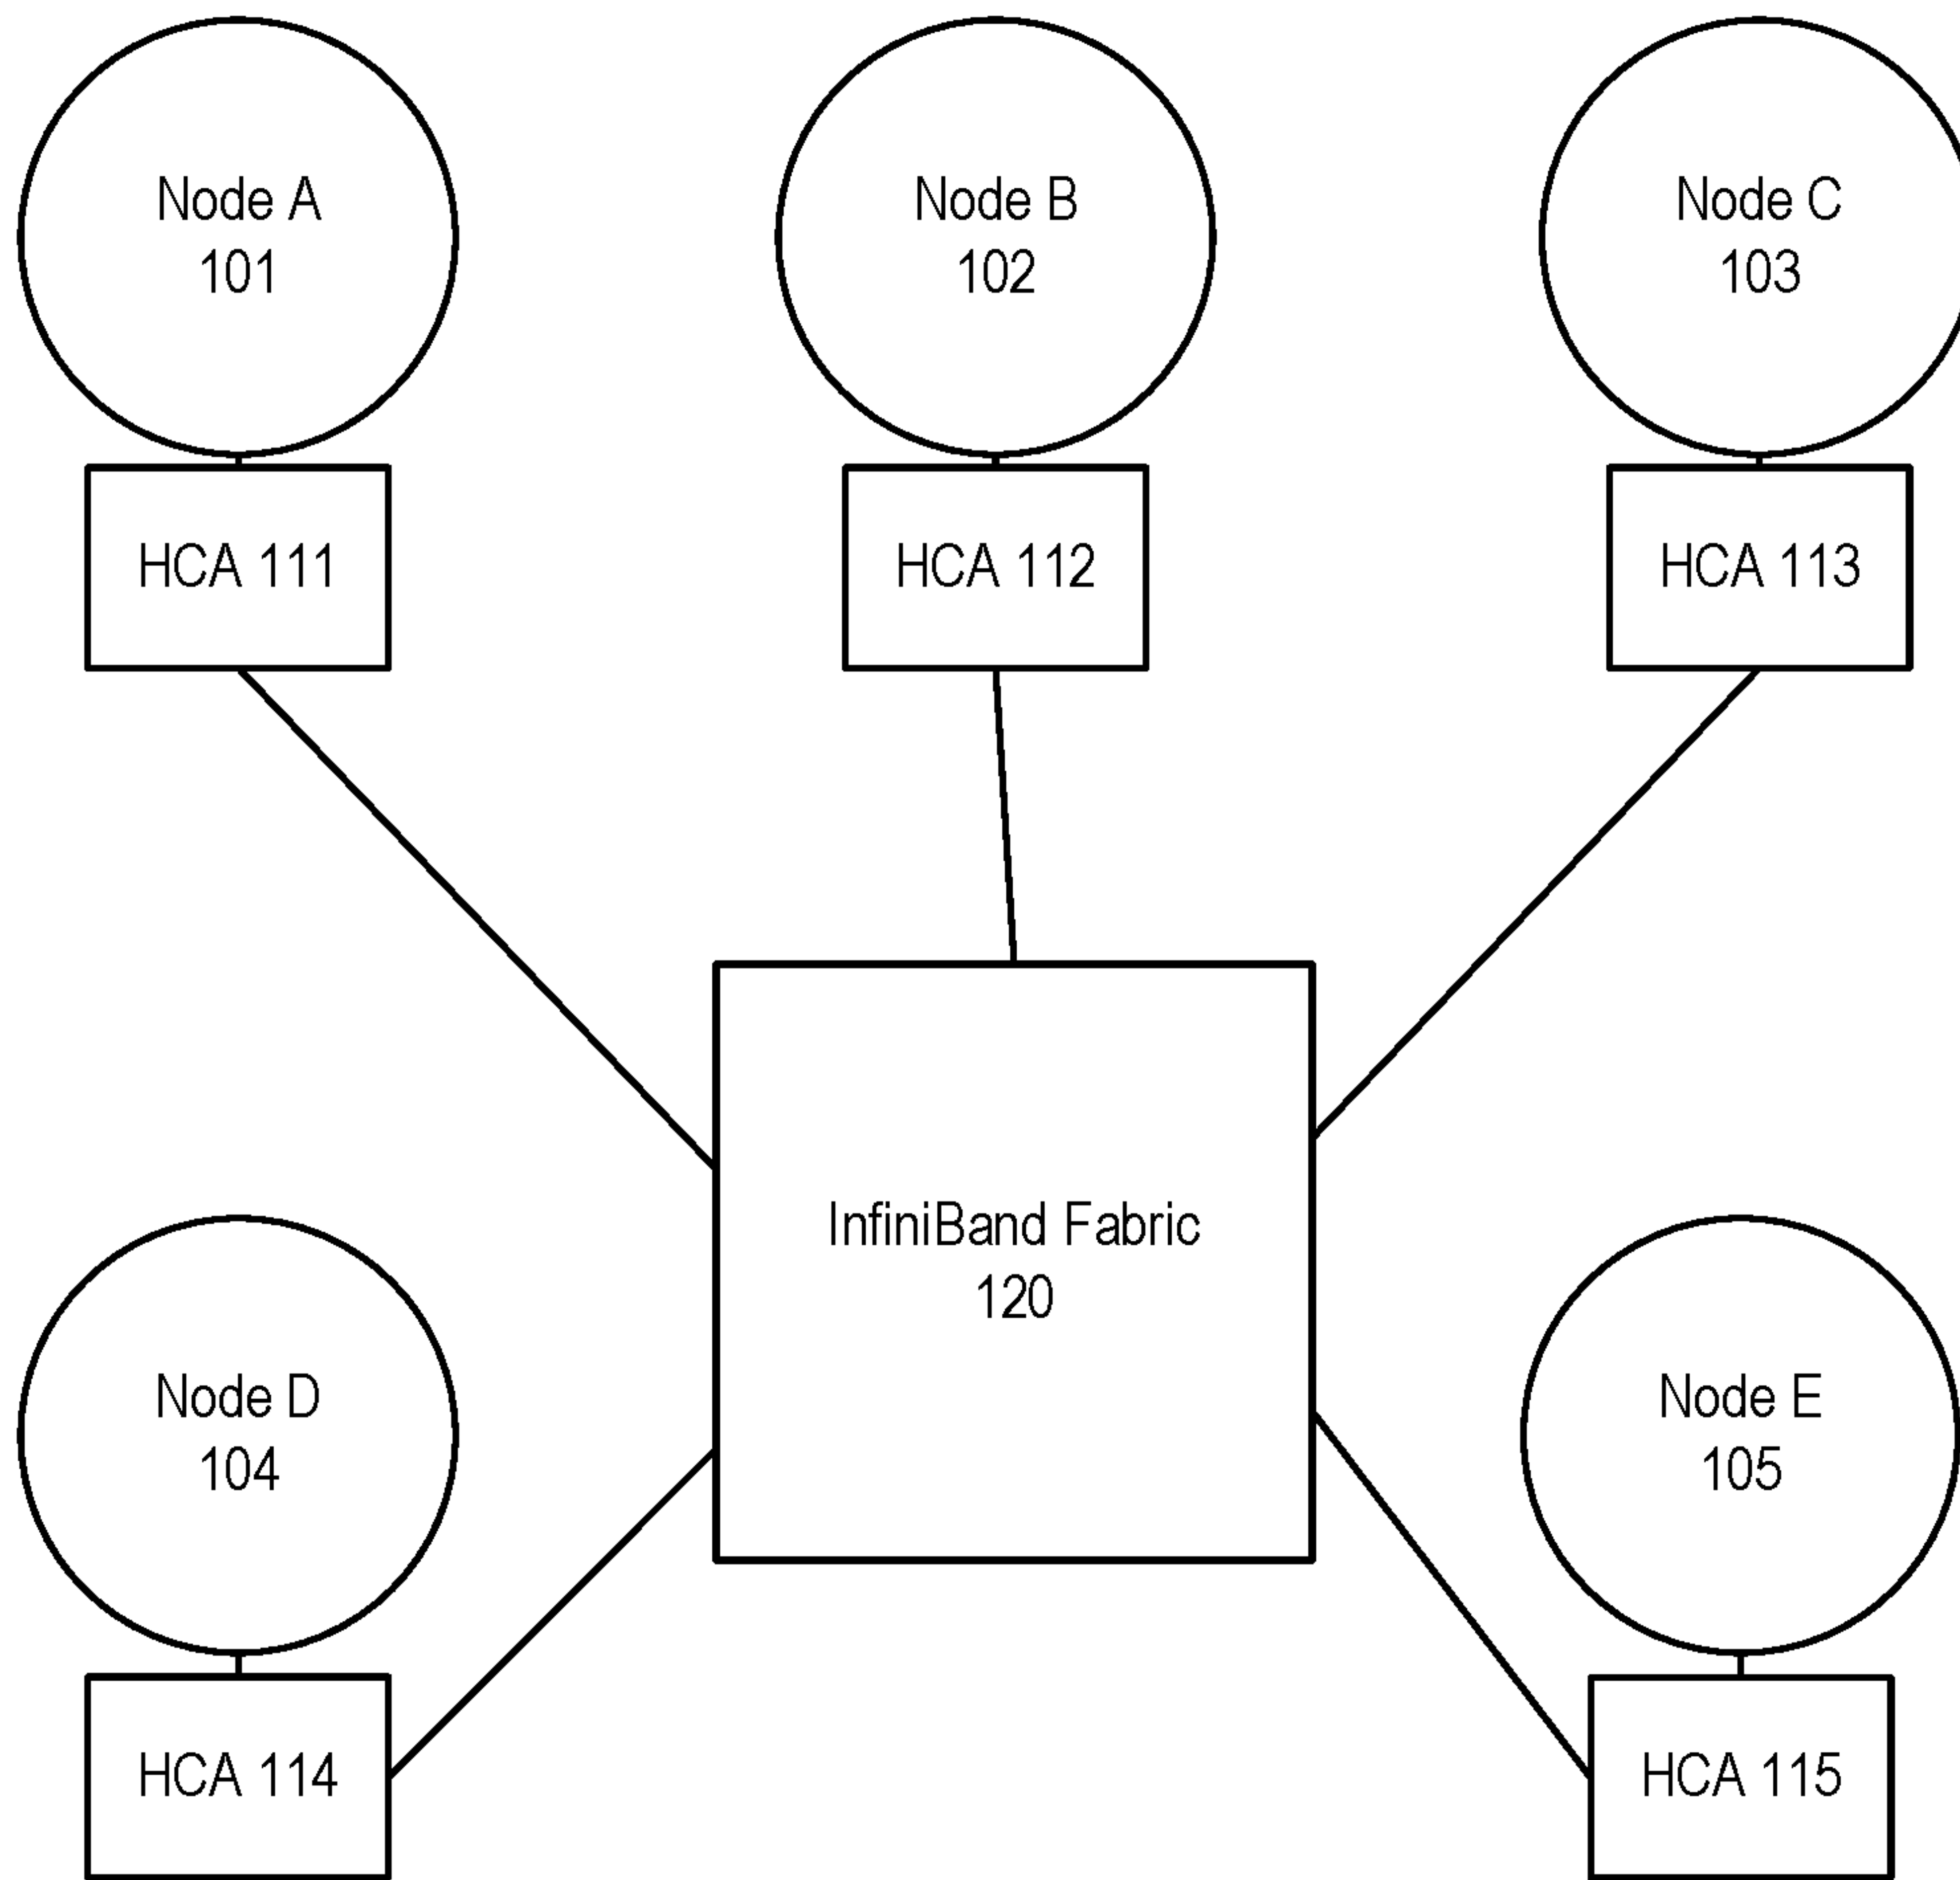 Node A
101
Node B
102
Node C
103
HCA 111
HCA 112
HCA 113
InfiniBand Fabric
120
Node D
104
Node E
105
HCA 114
HCA 115